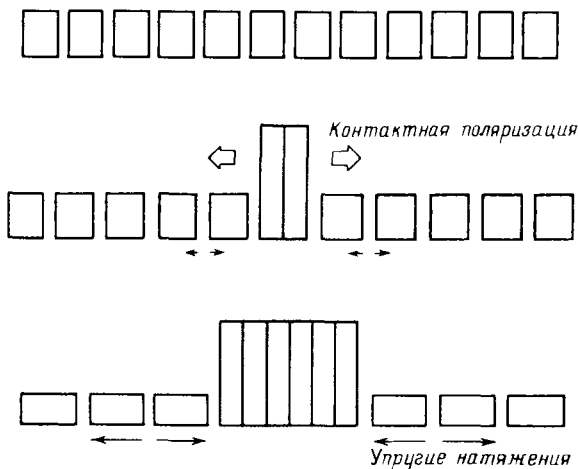 Контактная поляризация
Упругие натяжения